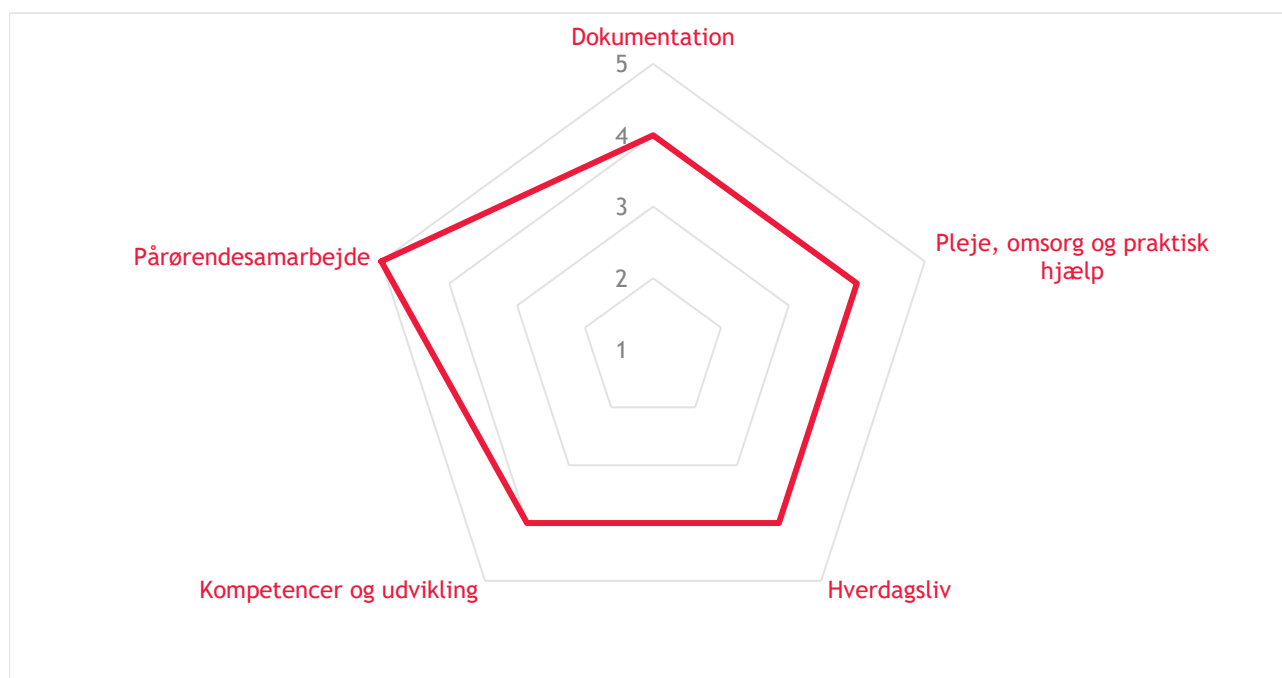 Dokumentation
5
4
3
2
1
Pleje, omsorg og praktisk
hjælp
Pårørendesamarbejde
Kompetencer og udvikling
Hverdagsliv